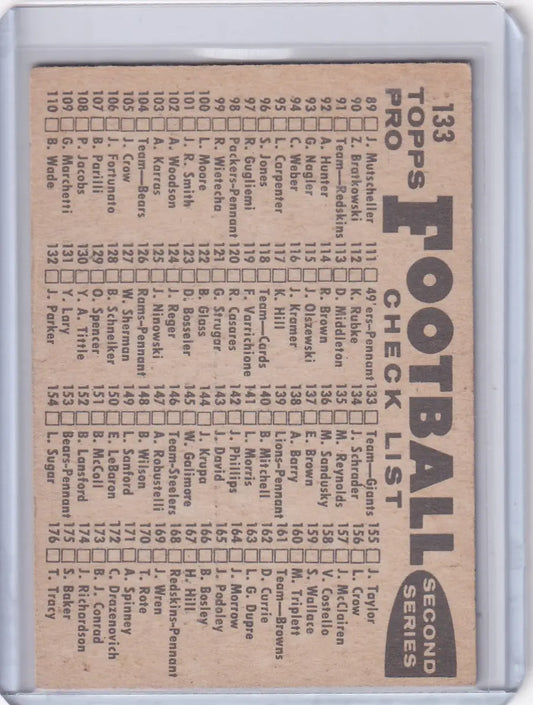 133
TOPPS PRO FOOTBALL CHECK LIST
SECOND SERIES
89 J. Mutscheller
90 Z. Bratkowski
91 Team—Redskins
92 A. Hunter
93 G. Nagler
94 C. Weber
95 L. Carpenter
96 S. Jones
97 R. Gugliemi
98 Packers-Pennant
99 R. Wietecha
100 L. Moore
101 J. R. Smith
102 A. Woodson
103 A. Karras
104 Team—Bears
105 J. Crow
106 J. Fortunato
107 B. Parilli
108 P. Jacobs
109 G. Marchetti
110 B. Wade
111 49'ers-Pennant
112 K. Rubke
113 D. Middleton
114 R. Brown
115 J. Olszewski
116 J. Kramer
117 K. Hill
118 Team—Cards
119 F. Varrichione
120 R. Casares
121 G. Strugar
122 B. Glass
123 D. Bosseler
124 J. Reger
125 J. Ninowski
126 Rams-Pennant
127 W. Sherman
128 B. Schnelker
129 O. Spencer
130 Y. A. Tittle
131 Y. Lary
132 J. Parker
133 Team—Giants
134 J. Schrader
135 M. Reynolds
136 M. Sandusky
137 E. Brown
138 A. Barry
139 Lions-Pennant
140 B. Mitchell
141 L. Morris
142 J. Phillips
143 J. David
144 J. Krupa
145 W. Galimore
146 Team-Steelers
147 A. Robustelli
148 B. Wilson
149 L. Sanford
150 E. LeBaron
151 B. McColl
152 B. Lansford
153 Bears-Pennant
154 L. Sugar
155 J. Taylor
156 L. Crow
157 J. McClairen
158 V. Costello
159 S. Wallace
160 M. Triplett
161 Team—Browns
162 D. Currie
163 L. G. Dupre
164 J. Morrow
165 J. Podoley
166 B. Bosley
167 H. Hill
168 Redskins-Pennant
169 J. Wren
170 T. Rote
171 A. Spinney
172 C. Drazenovich
173 B. J. Conrad
174 J. Richardson
175 S. Baker
176 T. Tracy